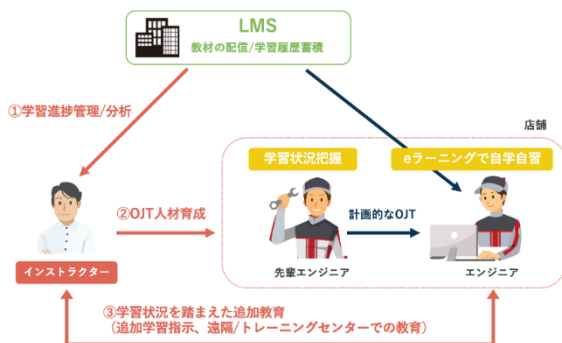 LMS
教材の配信/学習履歴蓄積
①学習進捗管理/分析
店舗
学習状況把握
eラーニングで自学自習
②OJT人材育成
計画的なOJT
インストラクター
先輩エンジニア
エンジニア
③学習状況を踏まえた追加教育
（追加学習指示、遠隔/トレーニングセンターでの教育）